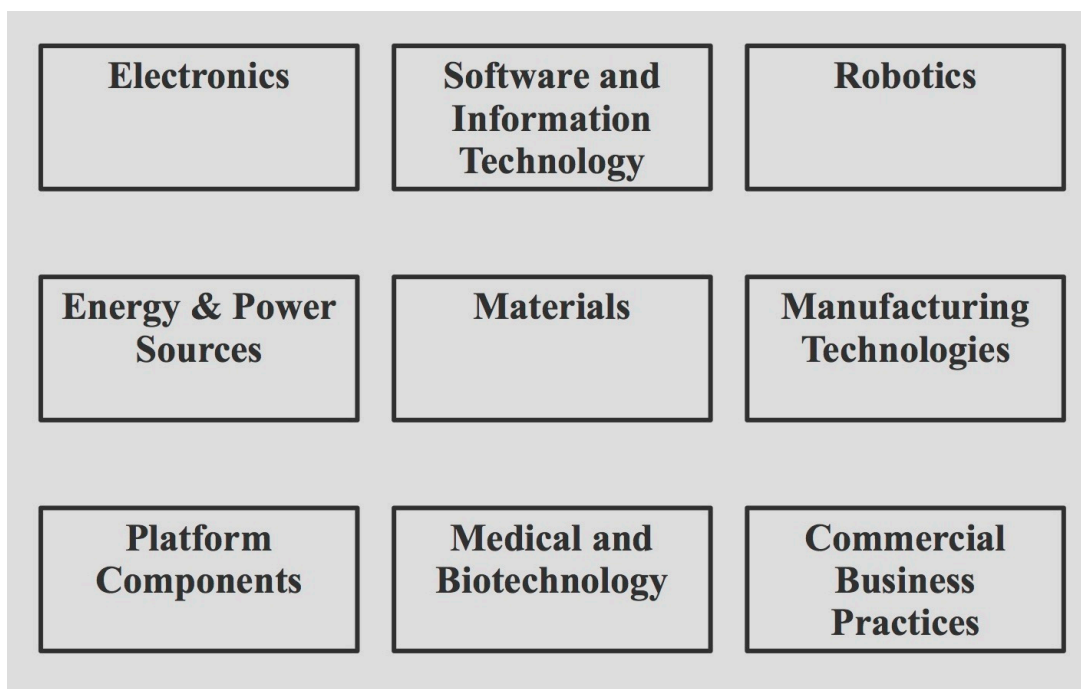 Electronics
Software and
Information
Technology
Robotics
Energy & Power
Sources
Materials
Manufacturing
Technologies
Platform
Components
Medical and
Biotechnology
Commercial
Business
Practices